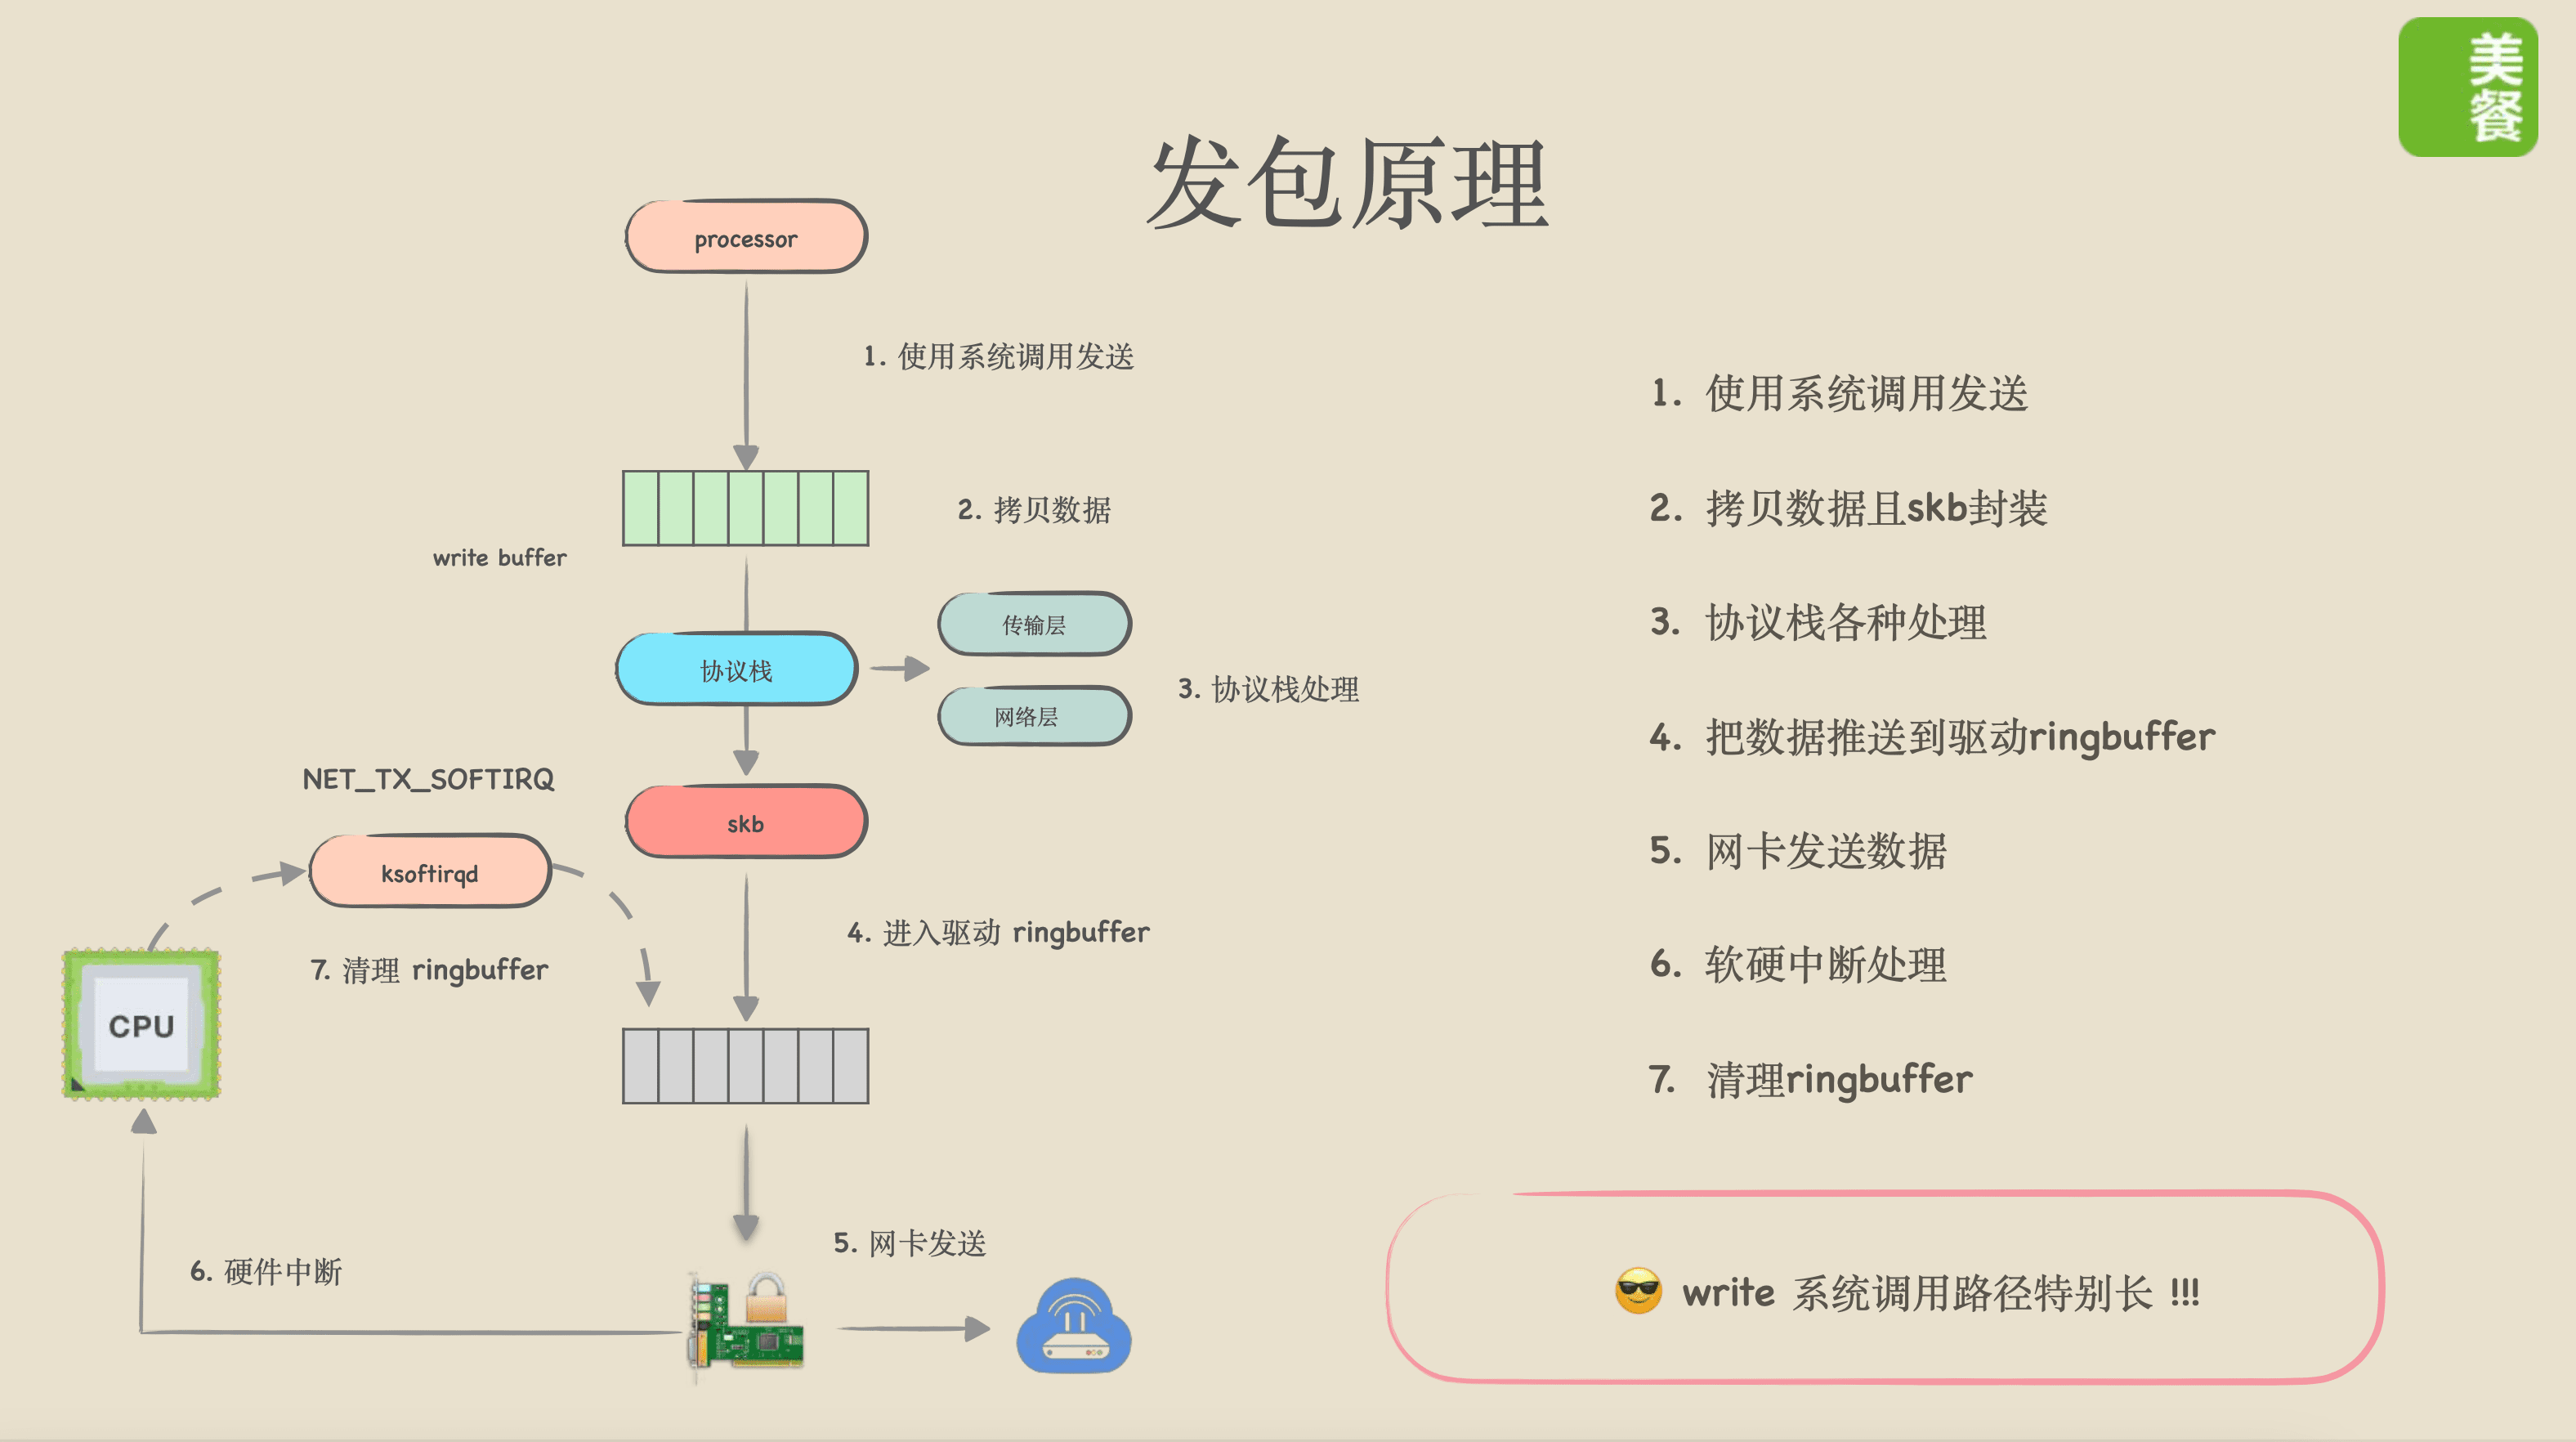 美
餐
发包原理
processor
1. 使用系统调用发送
2. 拷贝数据
write buffer
传输层
协议栈
网络层
3. 协议栈处理
NET_TX_SOFTIRQ
skb
ksoftirqd
4. 进入驱动 ringbuffer
7. 清理 ringbuffer
CPU
5. 网卡发送
6. 硬件中断
1. 使用系统调用发送
2. 拷贝数据且skb封装
3. 协议栈各种处理
4. 把数据推送到驱动ringbuffer
5. 网卡发送数据
6. 软硬中断处理
7. 清理ringbuffer
😎 write 系统调用路径特别长 !!!